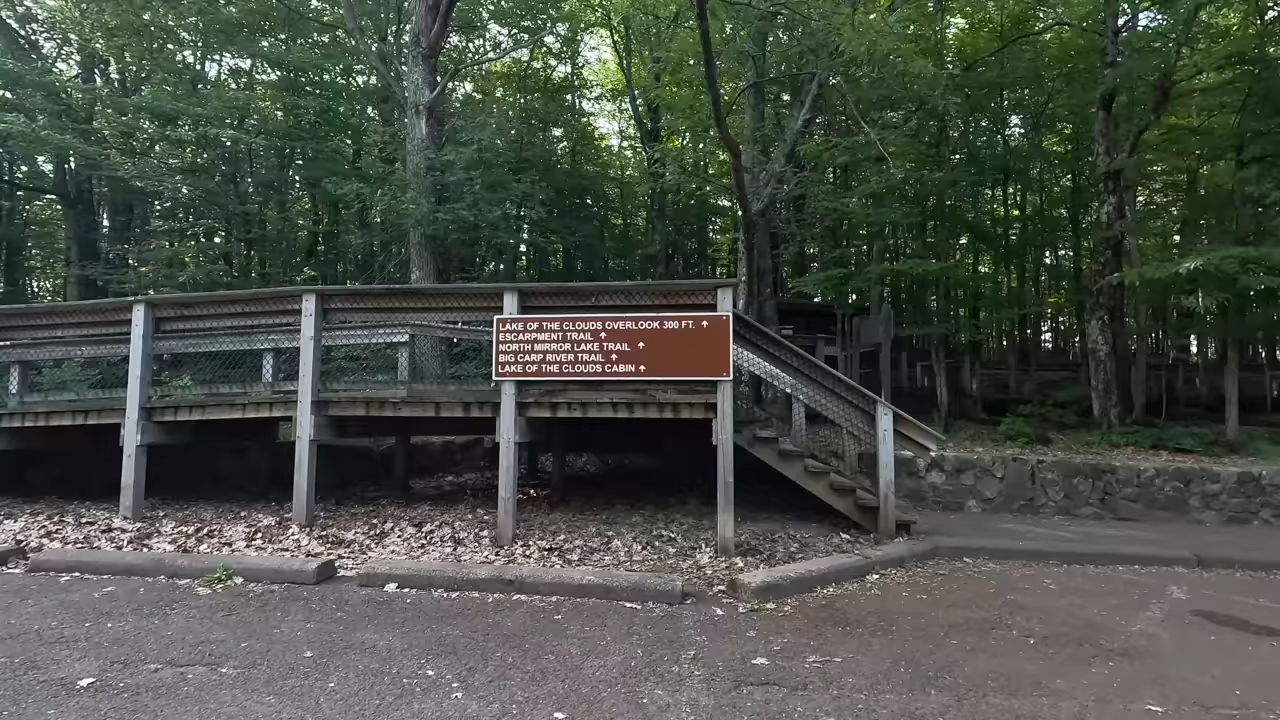 LAKE OF THE CLOUDS OVERLOOK 300 FT. ↑
ESCARPMENT TRAIL ↑
NORTH MIRROR LAKE TRAIL ↑
BIG CARP RIVER TRAIL ↑
LAKE OF THE CLOUDS CABIN ↑